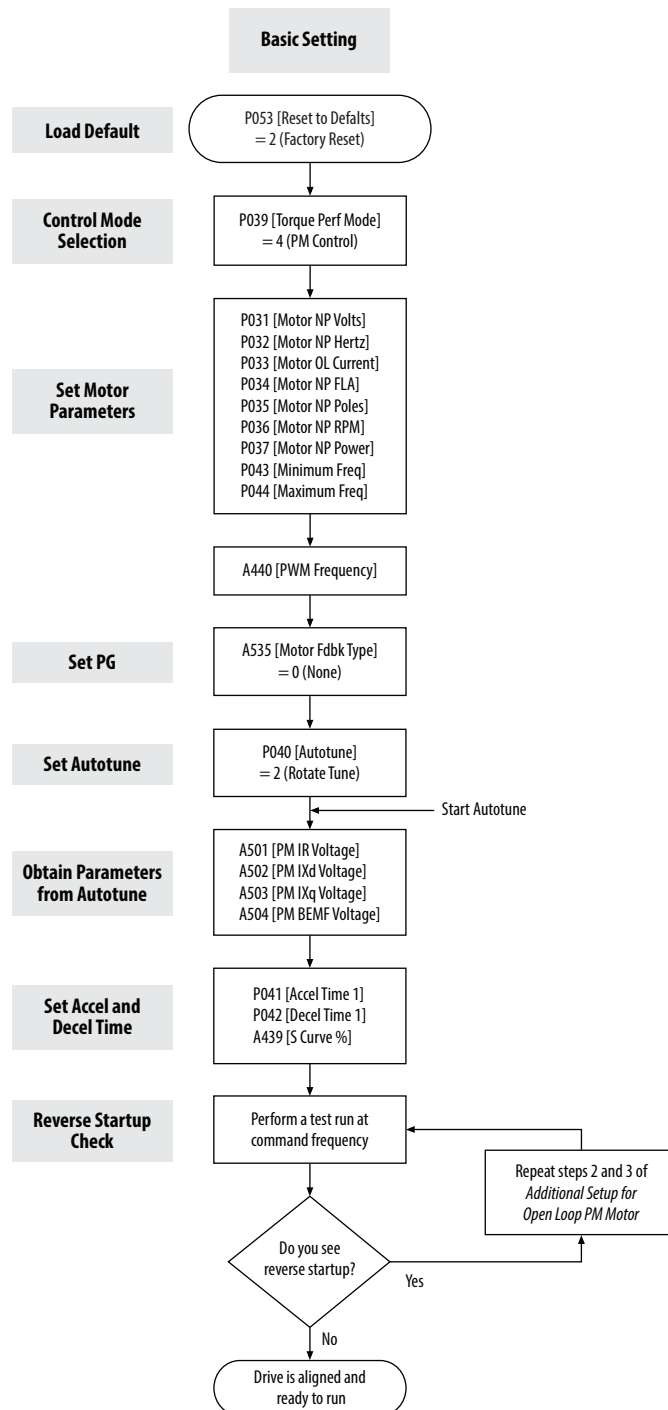 Basic Setting
Load Default
P053 [Reset to Defalts]
= 2 (Factory Reset)
Control Mode
Selection
P039 [Torque Perf Mode]
= 4 (PM Control)
Set Motor
Parameters
P031 [Motor NP Volts]
P032 [Motor NP Hertz]
P033 [Motor OL Current]
P034 [Motor NP FLA]
P035 [Motor NP Poles]
P036 [Motor NP RPM]
P037 [Motor NP Power]
P043 [Minimum Freq]
P044 [Maximum Freq]
A440 [PWM Frequency]
Set PG
A535 [Motor Fdbk Type]
= 0 (None)
Set Autotune
P040 [Autotune]
= 2 (Rotate Tune)
Start Autotune
Obtain Parameters
from Autotune
A501 [PM IR Voltage]
A502 [PM IXd Voltage]
A503 [PM IXq Voltage]
A504 [PM BEMF Voltage]
Set Accel and
Decel Time
P041 [Accel Time 1]
P042 [Decel Time 1]
A439 [S Curve %]
Reverse Startup
Check
Perform a test run at
command frequency
Repeat steps 2 and 3 of
Additional Setup for
Open Loop PM Motor
Do you see
reverse startup?
Yes
No
Drive is aligned and
ready to run